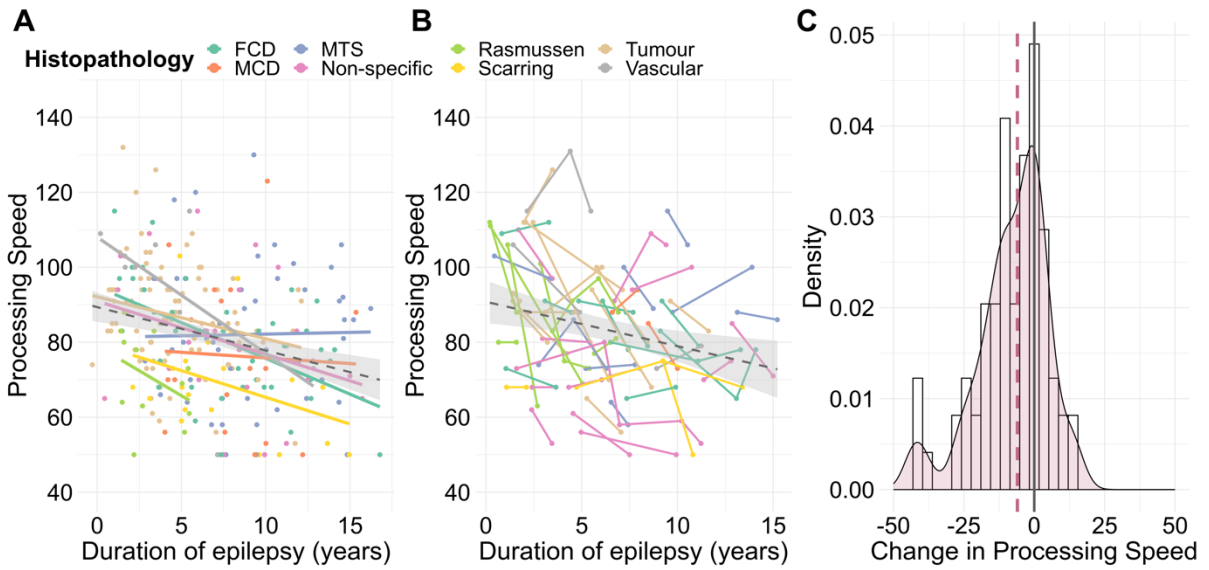 A
B
C
Histopathology
FCD
MTS
Rasmussen
Tumour
MCD
Non-specific
Scarring
Vascular
Processing Speed
140
120
100
80
60
40
0
5
10
15
Duration of epilepsy (years)
Processing Speed
140
120
100
80
60
40
0
5
10
15
Duration of epilepsy (years)
Density
0.05
0.04
0.03
0.02
0.01
0.00
-50
-25
0
25
50
Change in Processing Speed